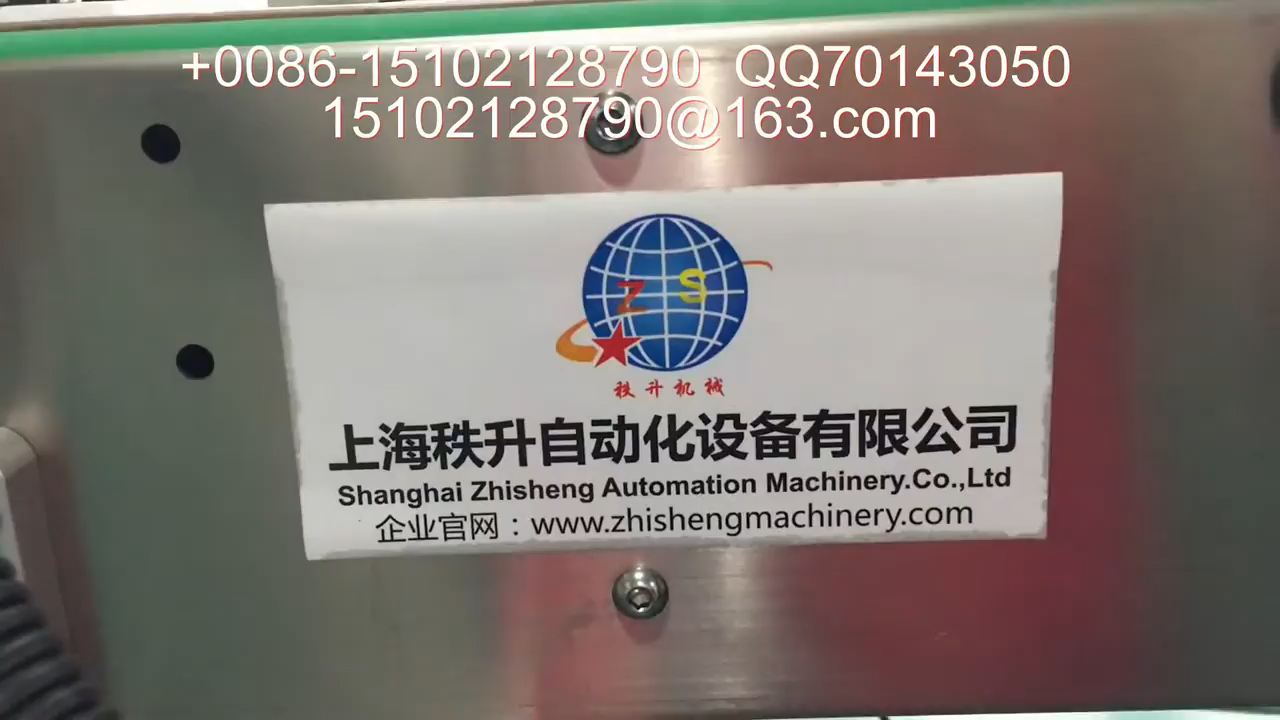 +0086-15102128790 QQ70143050
15102128790@163.com
Z S
秩升机械
上海秩升自动化设备有限公司
Shanghai Zhisheng Automation Machinery.Co.,Ltd
企业官网：www.zhishengmachinery.com